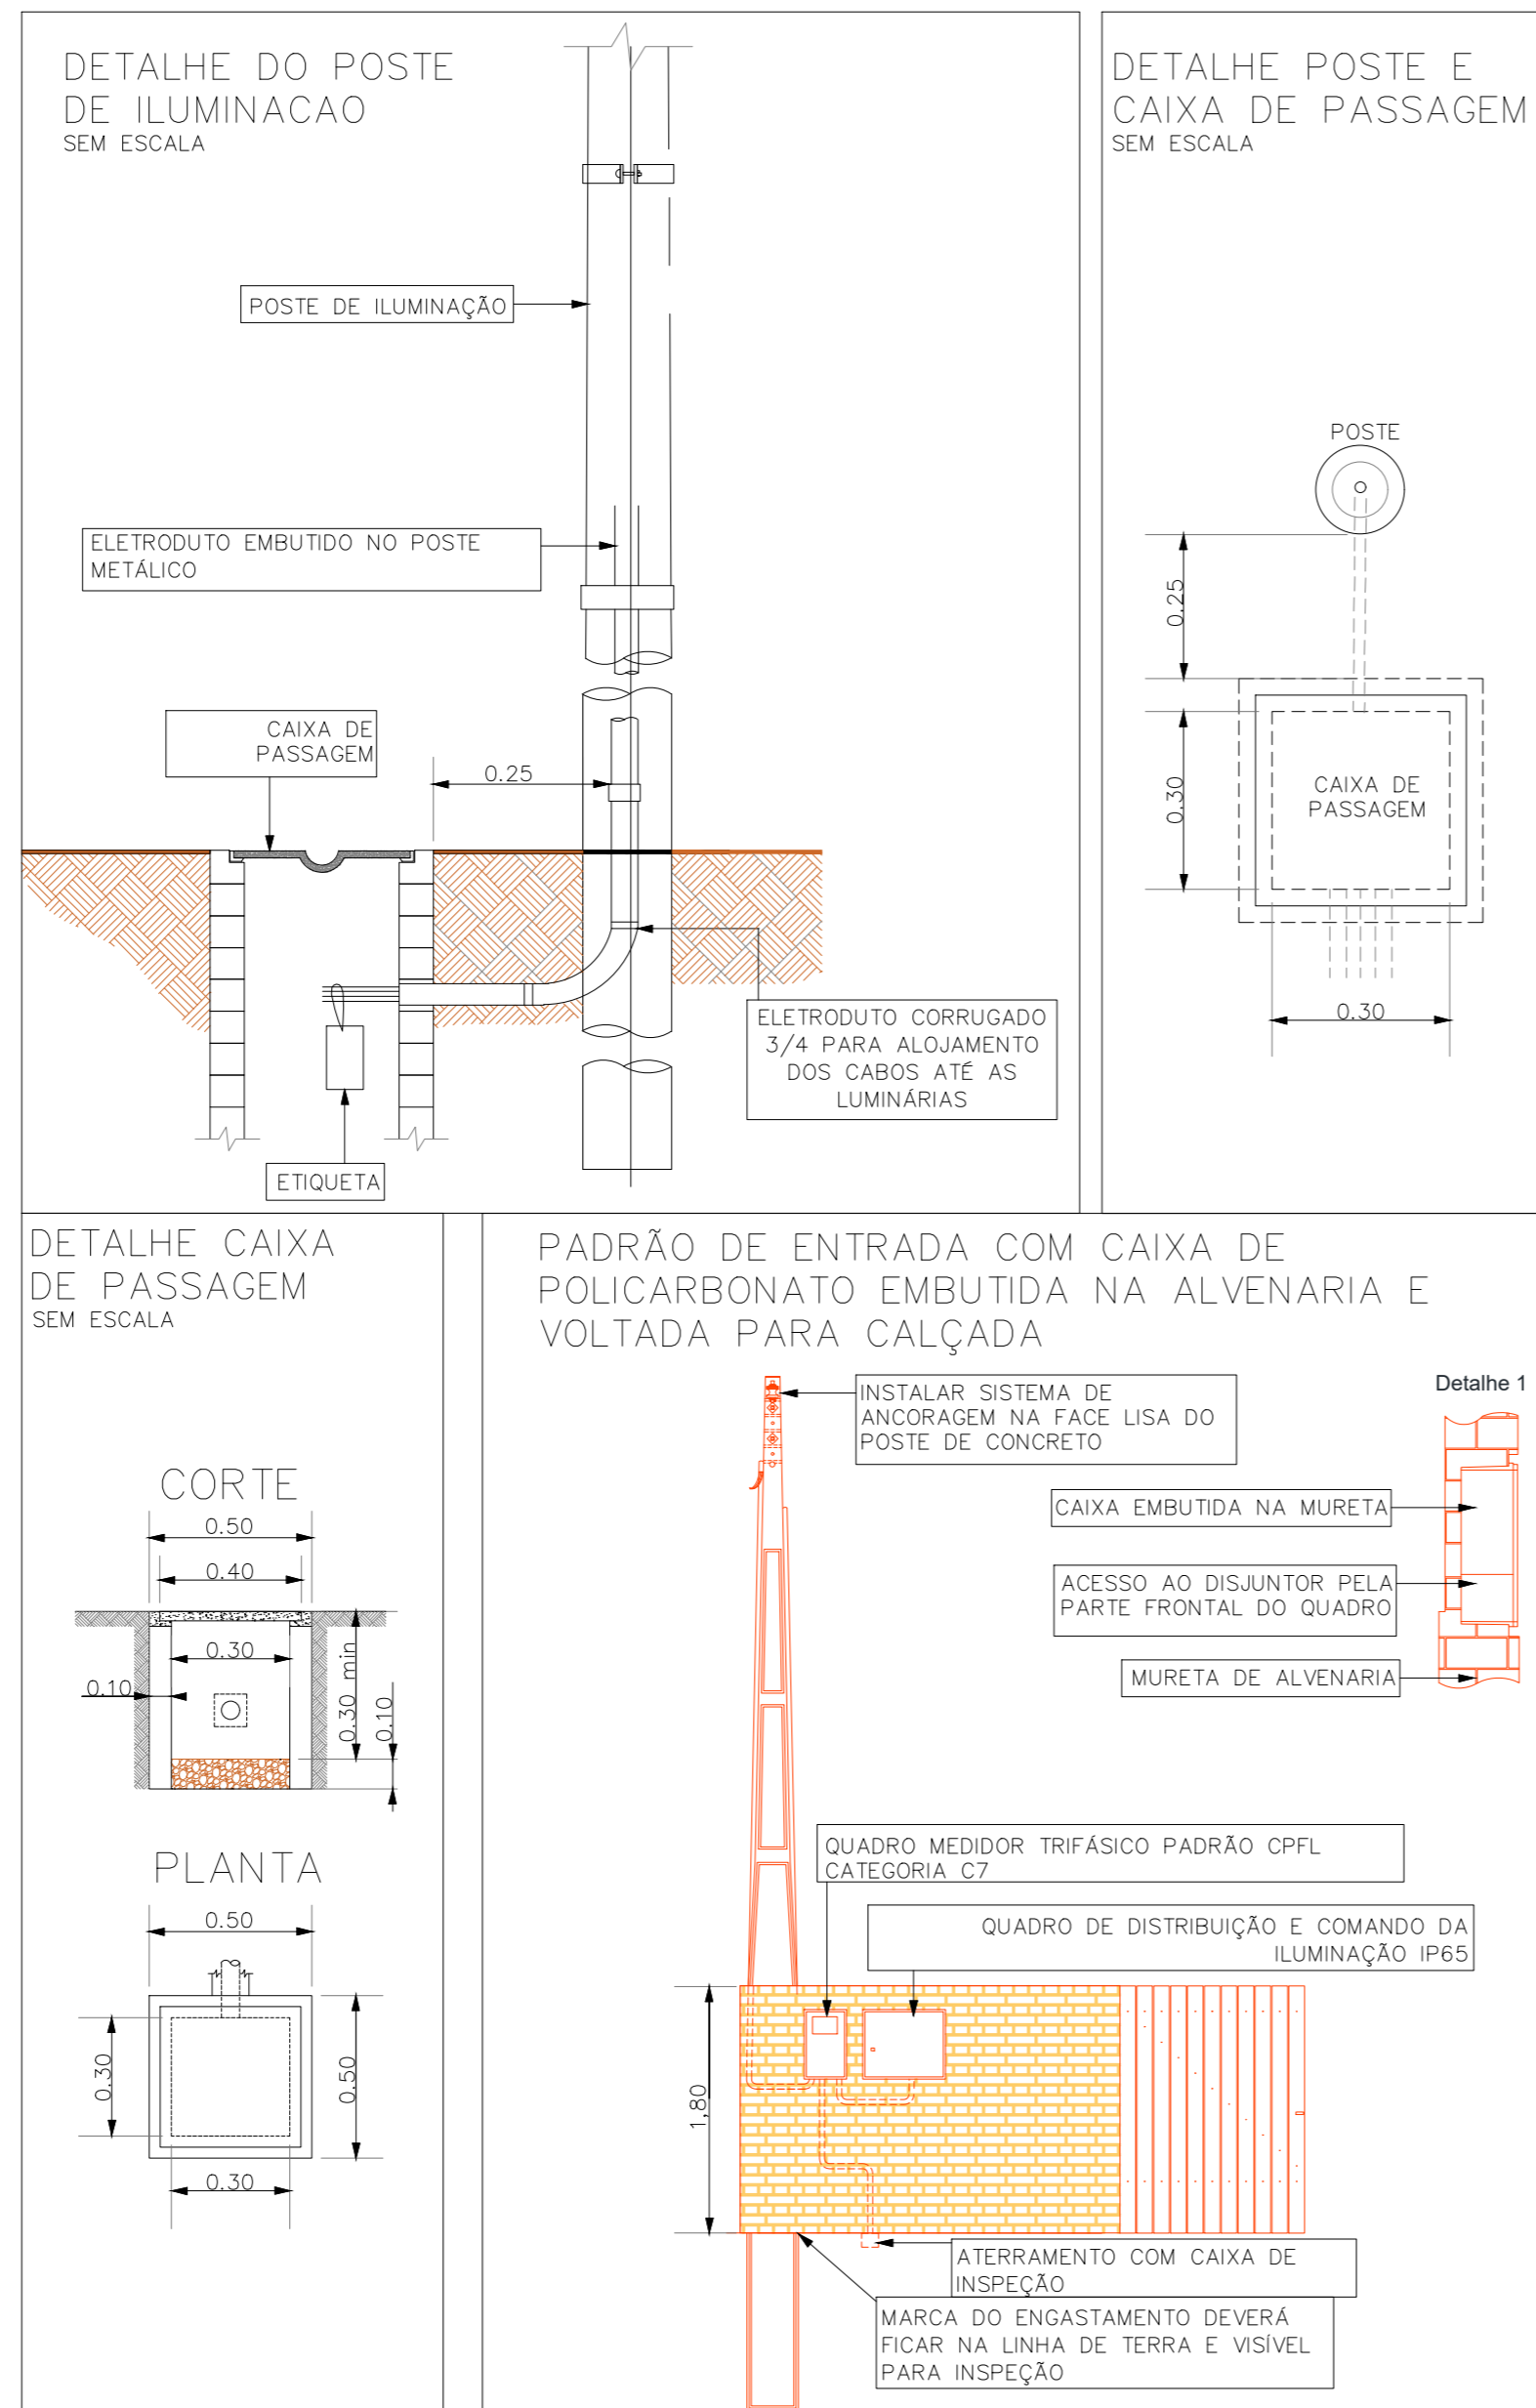 DETALHE DO POSTE
DE ILUMINACAO
SEM ESCALA
POSTE DE ILUMINAÇÃO
ELETRODUTO EMBUTIDO NO POSTE
METÁLICO
CAIXA DE
PASSAGEM
0.25
ELETRODUTO CORRUGADO
3/4 PARA ALOJAMENTO
DOS CABOS ATÉ AS
LUMINÁRIAS
ETIQUETA
DETALHE POSTE E
CAIXA DE PASSAGEM
SEM ESCALA
POSTE
0.25
0.30
CAIXA DE
PASSAGEM
0.30
DETALHE CAIXA
DE PASSAGEM
SEM ESCALA
CORTE
0.50
0.40
0.30
0.10
0.30 min
0.10
PLANTA
0.50
0.30
0.50
0.30
PADRÃO DE ENTRADA COM CAIXA DE
POLICARBONATO EMBUTIDA NA ALVENARIA E
VOLTADA PARA CALÇADA
INSTALAR SISTEMA DE
ANCORAGEM NA FACE LISA DO
POSTE DE CONCRETO
Detalhe 1
CAIXA EMBUTIDA NA MURETA
ACESSO AO DISJUNTOR PELA
PARTE FRONTAL DO QUADRO
MURETA DE ALVENARIA
QUADRO MEDIDOR TRIFÁSICO PADRÃO CPFL
CATEGORIA C7
QUADRO DE DISTRIBUIÇÃO E COMANDO DA
ILUMINAÇÃO IP65
1,80
ATERRAMENTO COM CAIXA DE
INSPEÇÃO
MARCA DO ENGASTAMENTO DEVERÁ
FICAR NA LINHA DE TERRA E VISÍVEL
PARA INSPEÇÃO